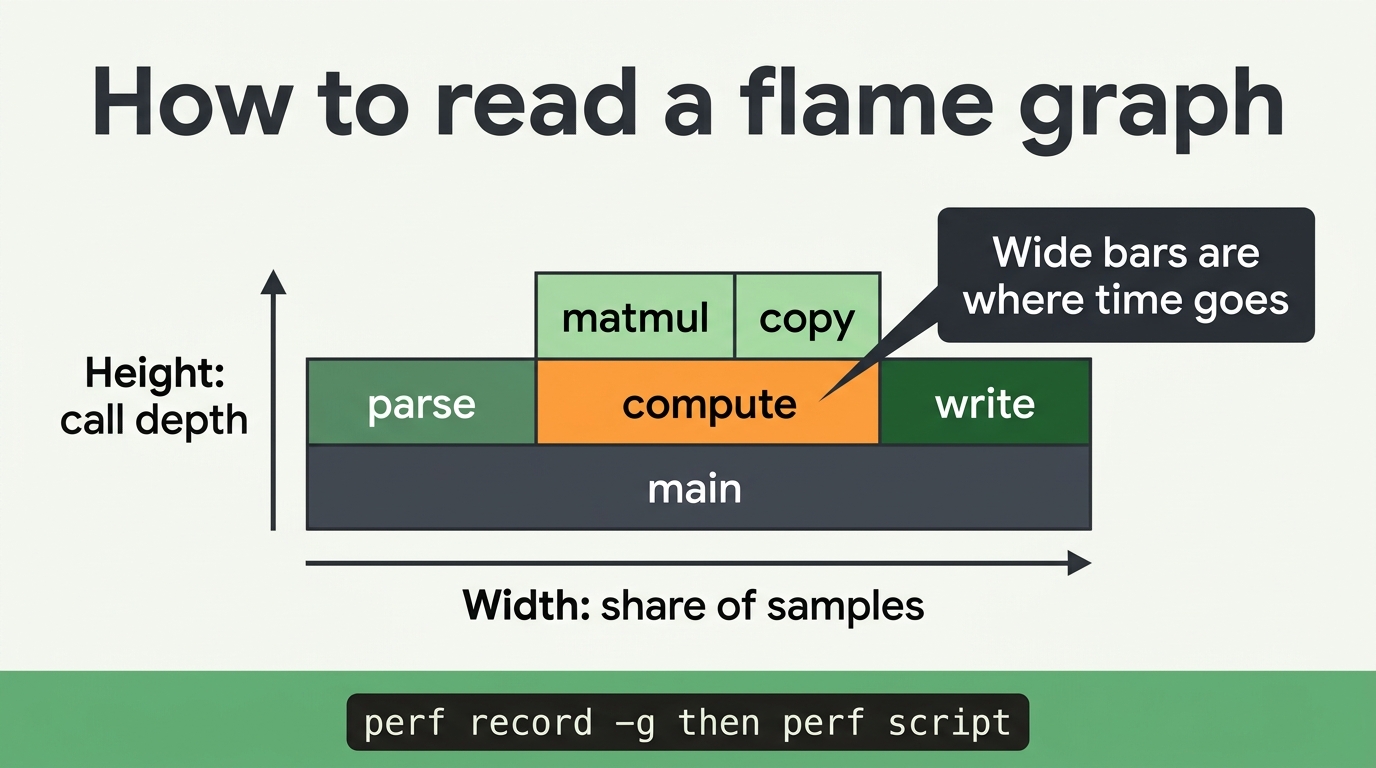 How to read a flame graph
Wide bars are
where time goes
matmul
copy
Height:
call depth
parse
compute
write
main
Width: share of samples
perf record -g then perf script